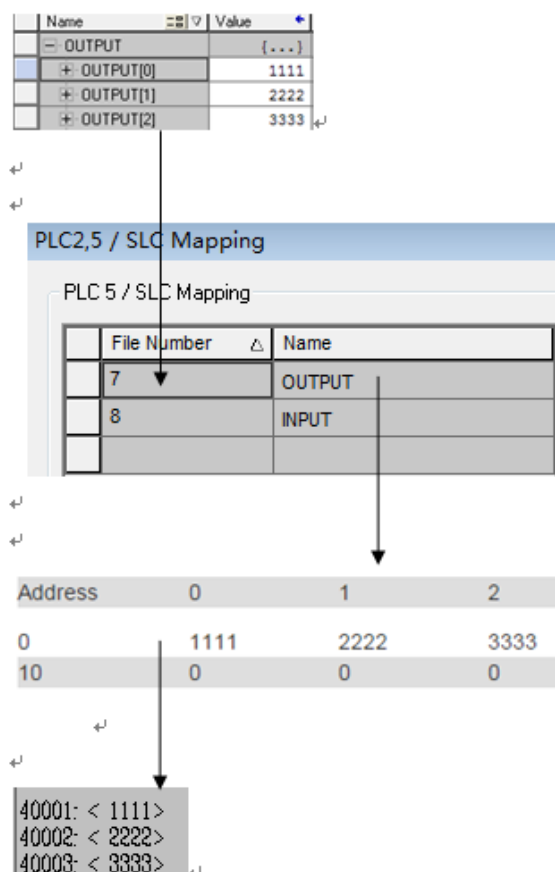 Name Value
OUTPUT {...}
OUTPUT[0] 1111
OUTPUT[1] 2222
OUTPUT[2] 3333
PLC2,5 / SLC Mapping
PLC 5 / SLC Mapping
File Number Name
7 OUTPUT
8 INPUT
Address 0 1 2
0 1111 2222 3333
10 0 0 0
40001: < 1111>
40002: < 2222>
40003: < 3333>